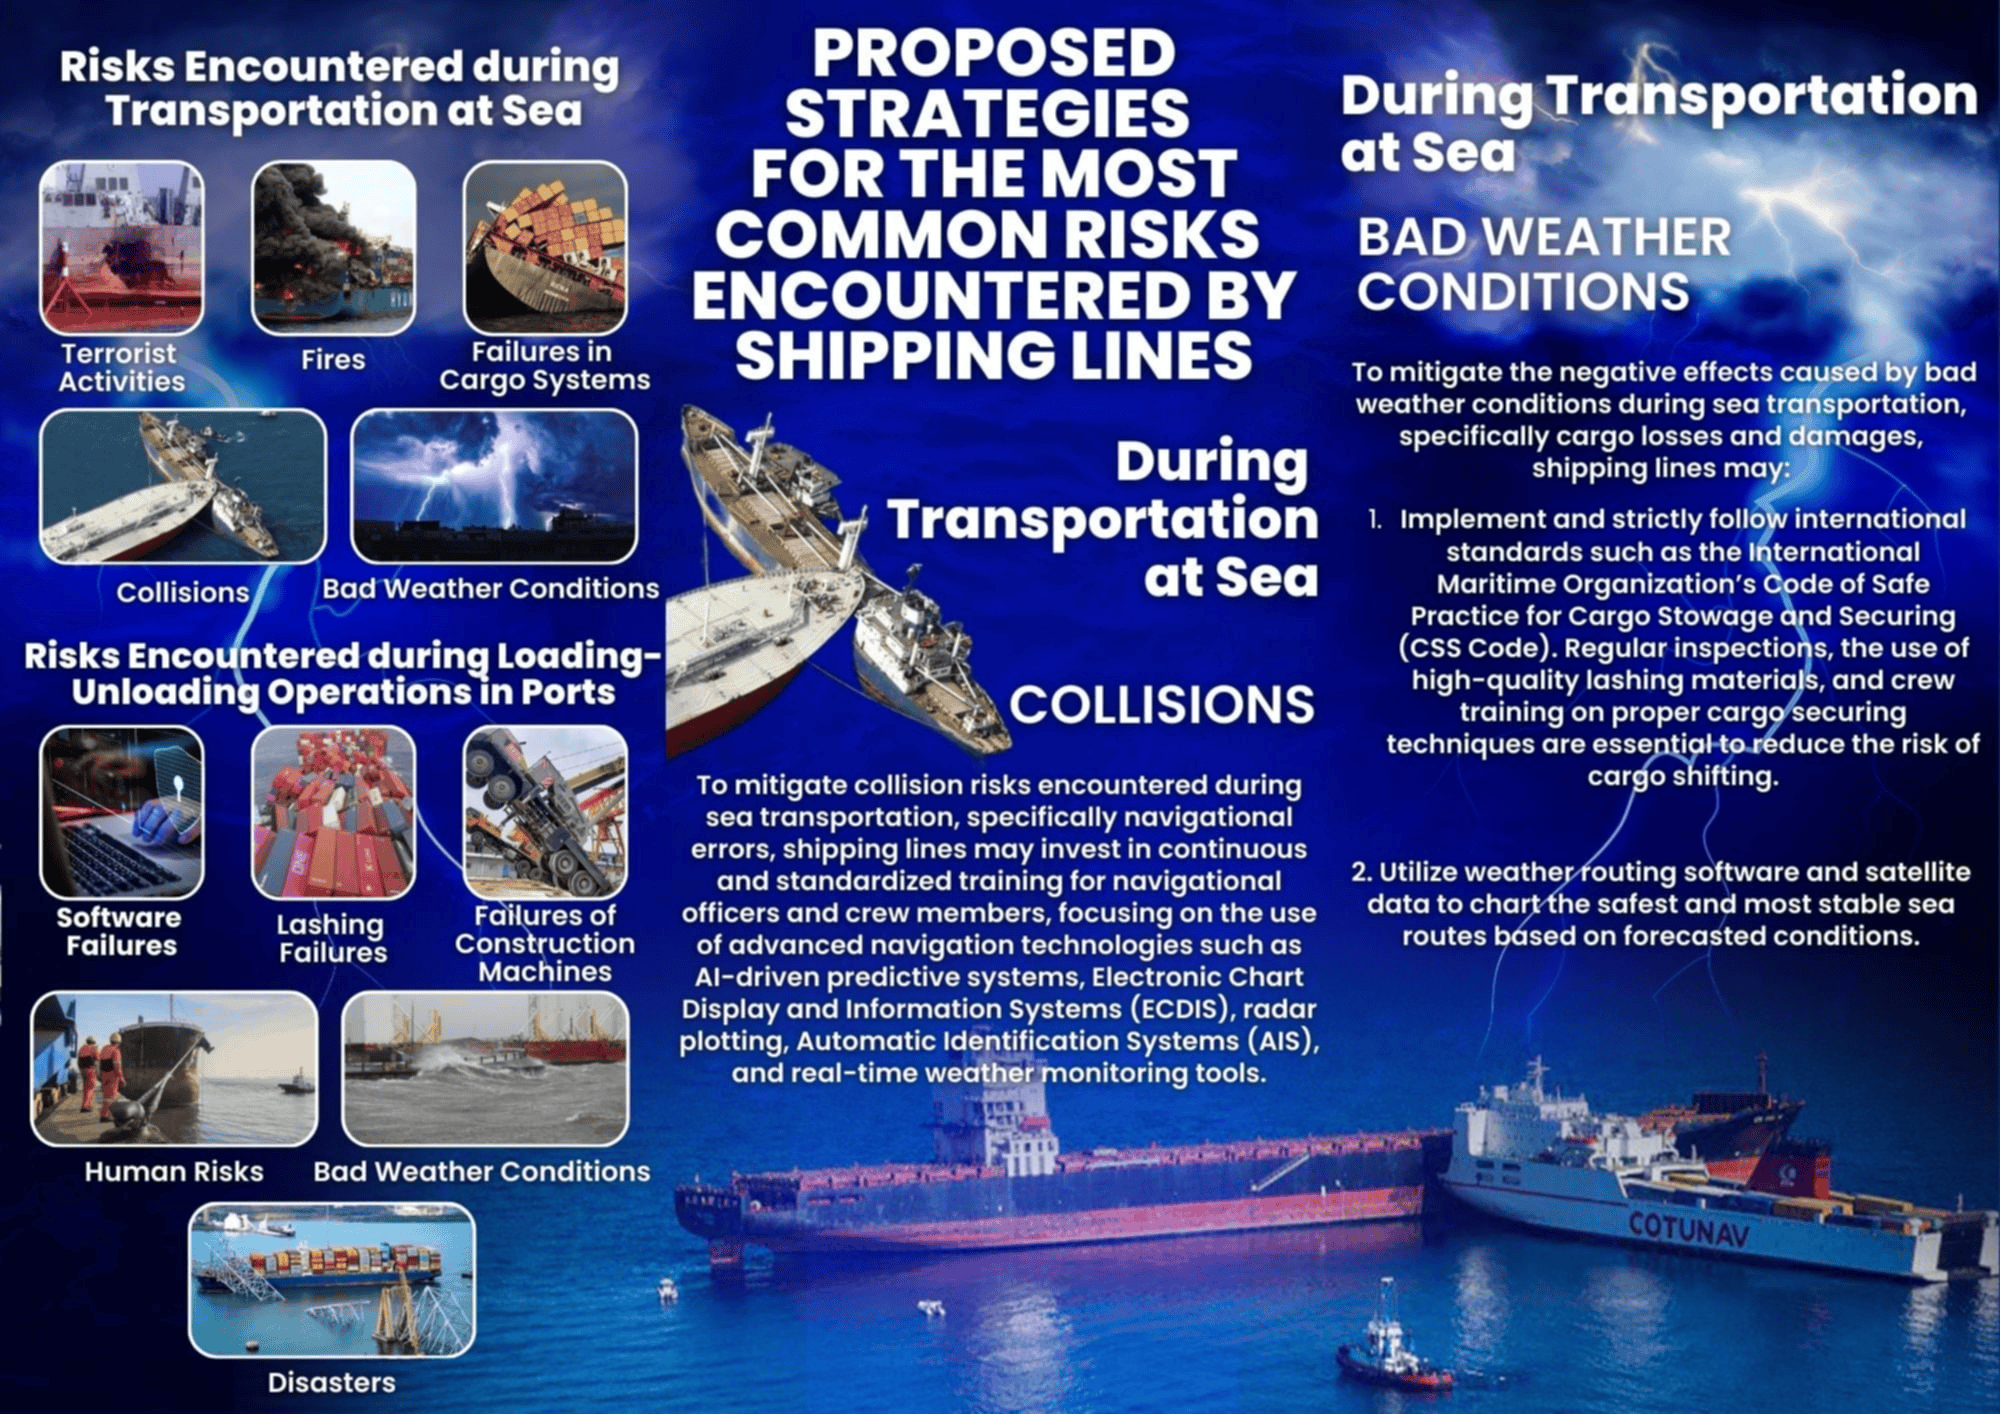 Risks Encountered during
Transportation at Sea
Terrorist
Activities
Fires
Failures in
Cargo Systems
Collisions
Bad Weather Conditions
Risks Encountered during Loading-
Unloading Operations in Ports
Software
Failures
Lashing
Failures
Failures of
Construction
Machines
Human Risks
Bad Weather Conditions
Disasters
PROPOSED
STRATEGIES
FOR THE MOST
COMMON RISKS
ENCOUNTERED BY
SHIPPING LINES
During
Transportation
at Sea
COLLISIONS
To mitigate collision risks encountered during
sea transportation, specifically navigational
errors, shipping lines may invest in continuous
and standardized training for navigational
officers and crew members, focusing on the use
of advanced navigation technologies such as
AI-driven predictive systems, Electronic Chart
Display and Information Systems (ECDIS), radar
plotting, Automatic Identification Systems (AIS),
and real-time weather monitoring tools.
During Transportation
at Sea
BAD WEATHER
CONDITIONS
To mitigate the negative effects caused by bad
weather conditions during sea transportation,
specifically cargo losses and damages,
shipping lines may:
1. Implement and strictly follow international
standards such as the International
Maritime Organization's Code of Safe
Practice for Cargo Stowage and Securing
(CSS Code). Regular inspections, the use of
high-quality lashing materials, and crew
training on proper cargo securing
techniques are essential to reduce the risk of
cargo shifting.
2. Utilize weather routing software and satellite
data to chart the safest and most stable sea
routes based on forecasted conditions.
COTUNAV